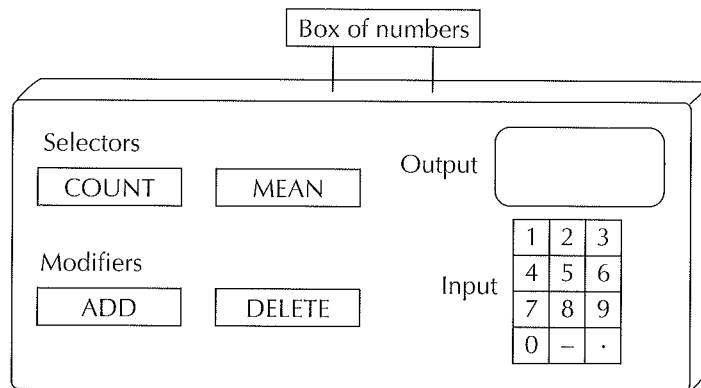 Box of numbers
Selectors
COUNT MEAN
Output
Modifiers
ADD DELETE
Input
1 2 3
4 5 6
7 8 9
0 – ·